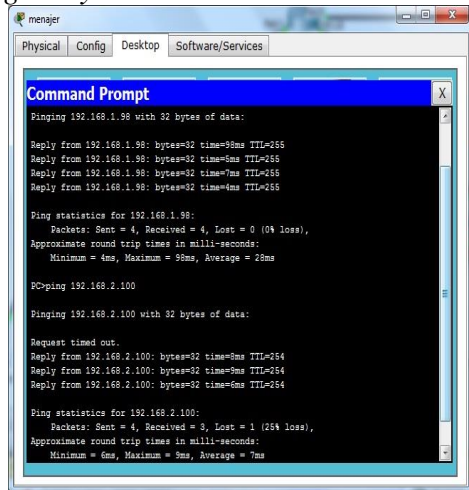 menajer
Physical Config Desktop Software/Services
Command Prompt X
Pinging 192.168.1.98 with 32 bytes of data:
Reply from 192.168.1.98: bytes=32 time=98ms TTL=255
Reply from 192.168.1.98: bytes=32 time=5ms TTL=255
Reply from 192.168.1.98: bytes=32 time=7ms TTL=255
Reply from 192.168.1.98: bytes=32 time=4ms TTL=255
Ping statistics for 192.168.1.98:
Packets: Sent = 4, Received = 4, Lost = 0 (0% loss),
Approximate round trip times in milli-seconds:
Minimum = 4ms, Maximum = 98ms, Average = 28ms
PC>ping 192.168.2.100
Pinging 192.168.2.100 with 32 bytes of data:
Request timed out.
Reply from 192.168.2.100: bytes=32 time=8ms TTL=254
Reply from 192.168.2.100: bytes=32 time=9ms TTL=254
Reply from 192.168.2.100: bytes=32 time=6ms TTL=254
Ping statistics for 192.168.2.100:
Packets: Sent = 4, Received = 3, Lost = 1 (25% loss),
Approximate round trip times in milli-seconds:
Minimum = 6ms, Maximum = 9ms, Average = 7ms